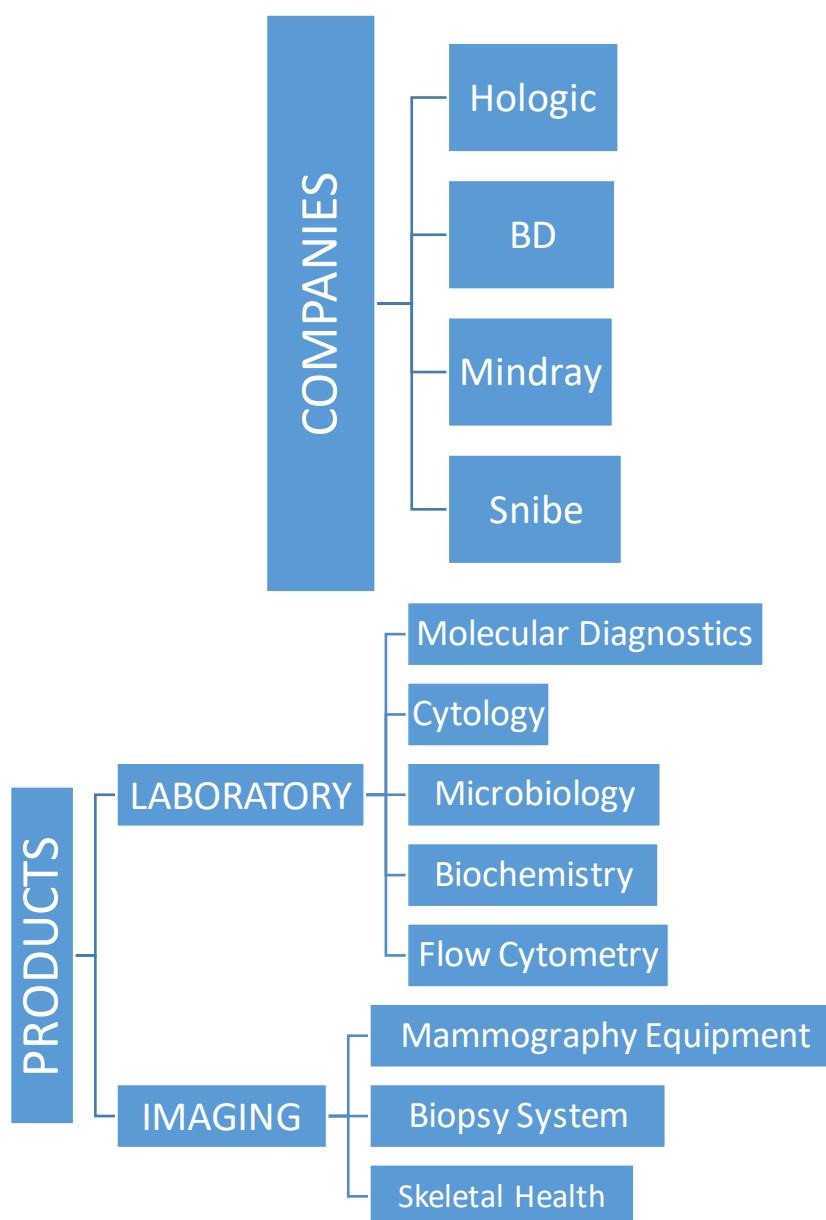 COMPANIES
Hologic
BD
Mindray
Snibe
PRODUCTS
LABORATORY
Molecular Diagnostics
Cytology
Microbiology
Biochemistry
Flow Cytometry
IMAGING
Mammography Equipment
Biopsy System
Skeletal Health